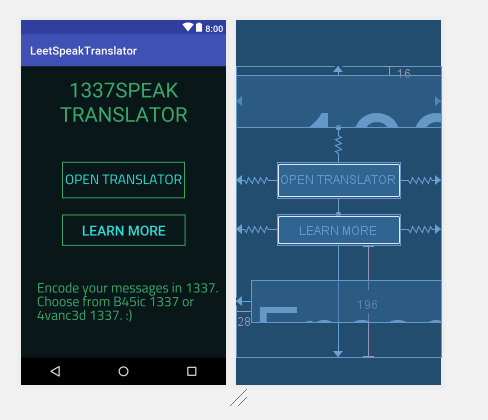 8:00
LeetSpeakTranslator
1337SPEAK
TRANSLATOR
OPEN TRANSLATOR
LEARN MORE
Encode your messages in 1337.
Choose from B45ic 1337 or
4vanc3d 1337. :)
16
OPEN TRANSLATOR
LEARN MORE
196
28